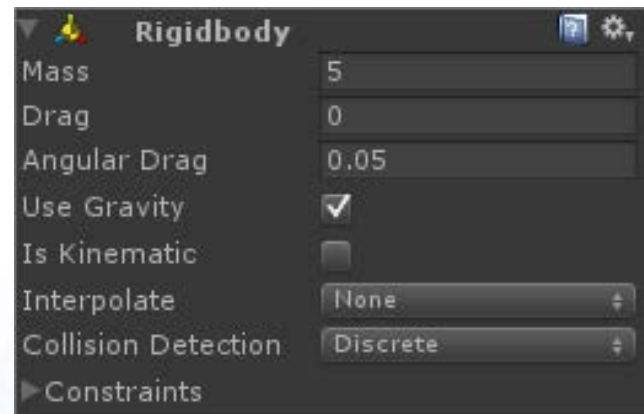 Rigidbody
Mass 5
Drag 0
Angular Drag 0.05
Use Gravity
Is Kinematic
Interpolate None
Collision Detection Discrete
Constraints